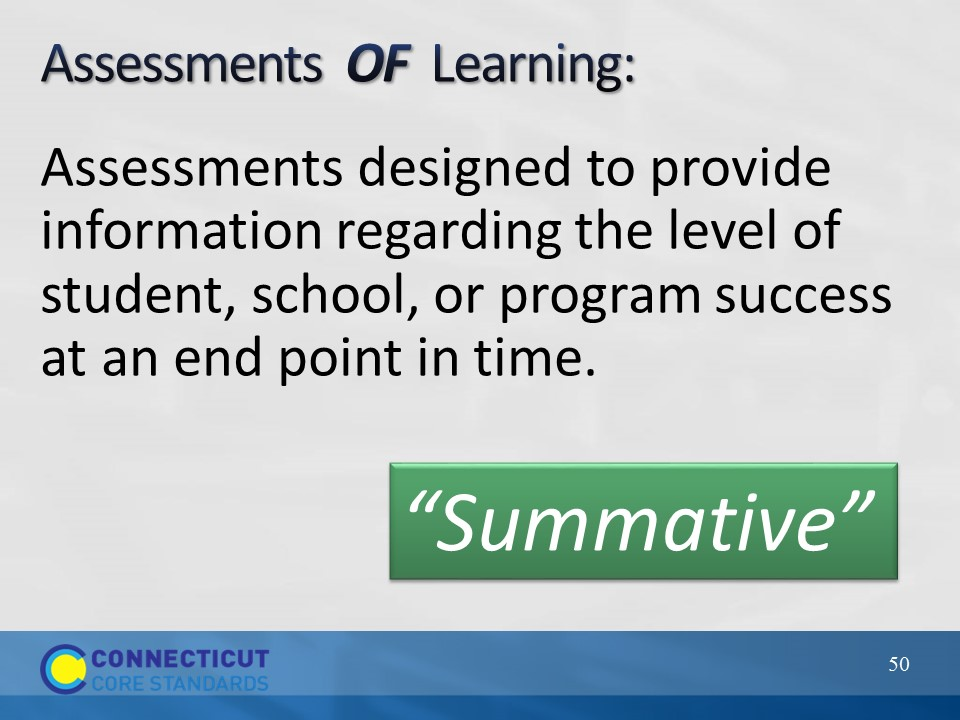 Assessments OF Learning:
Assessments designed to provide
information regarding the level of
student, school, or program success
at an end point in time.
“Summative”
CONNECTICUT
CORE STANDARDS
50